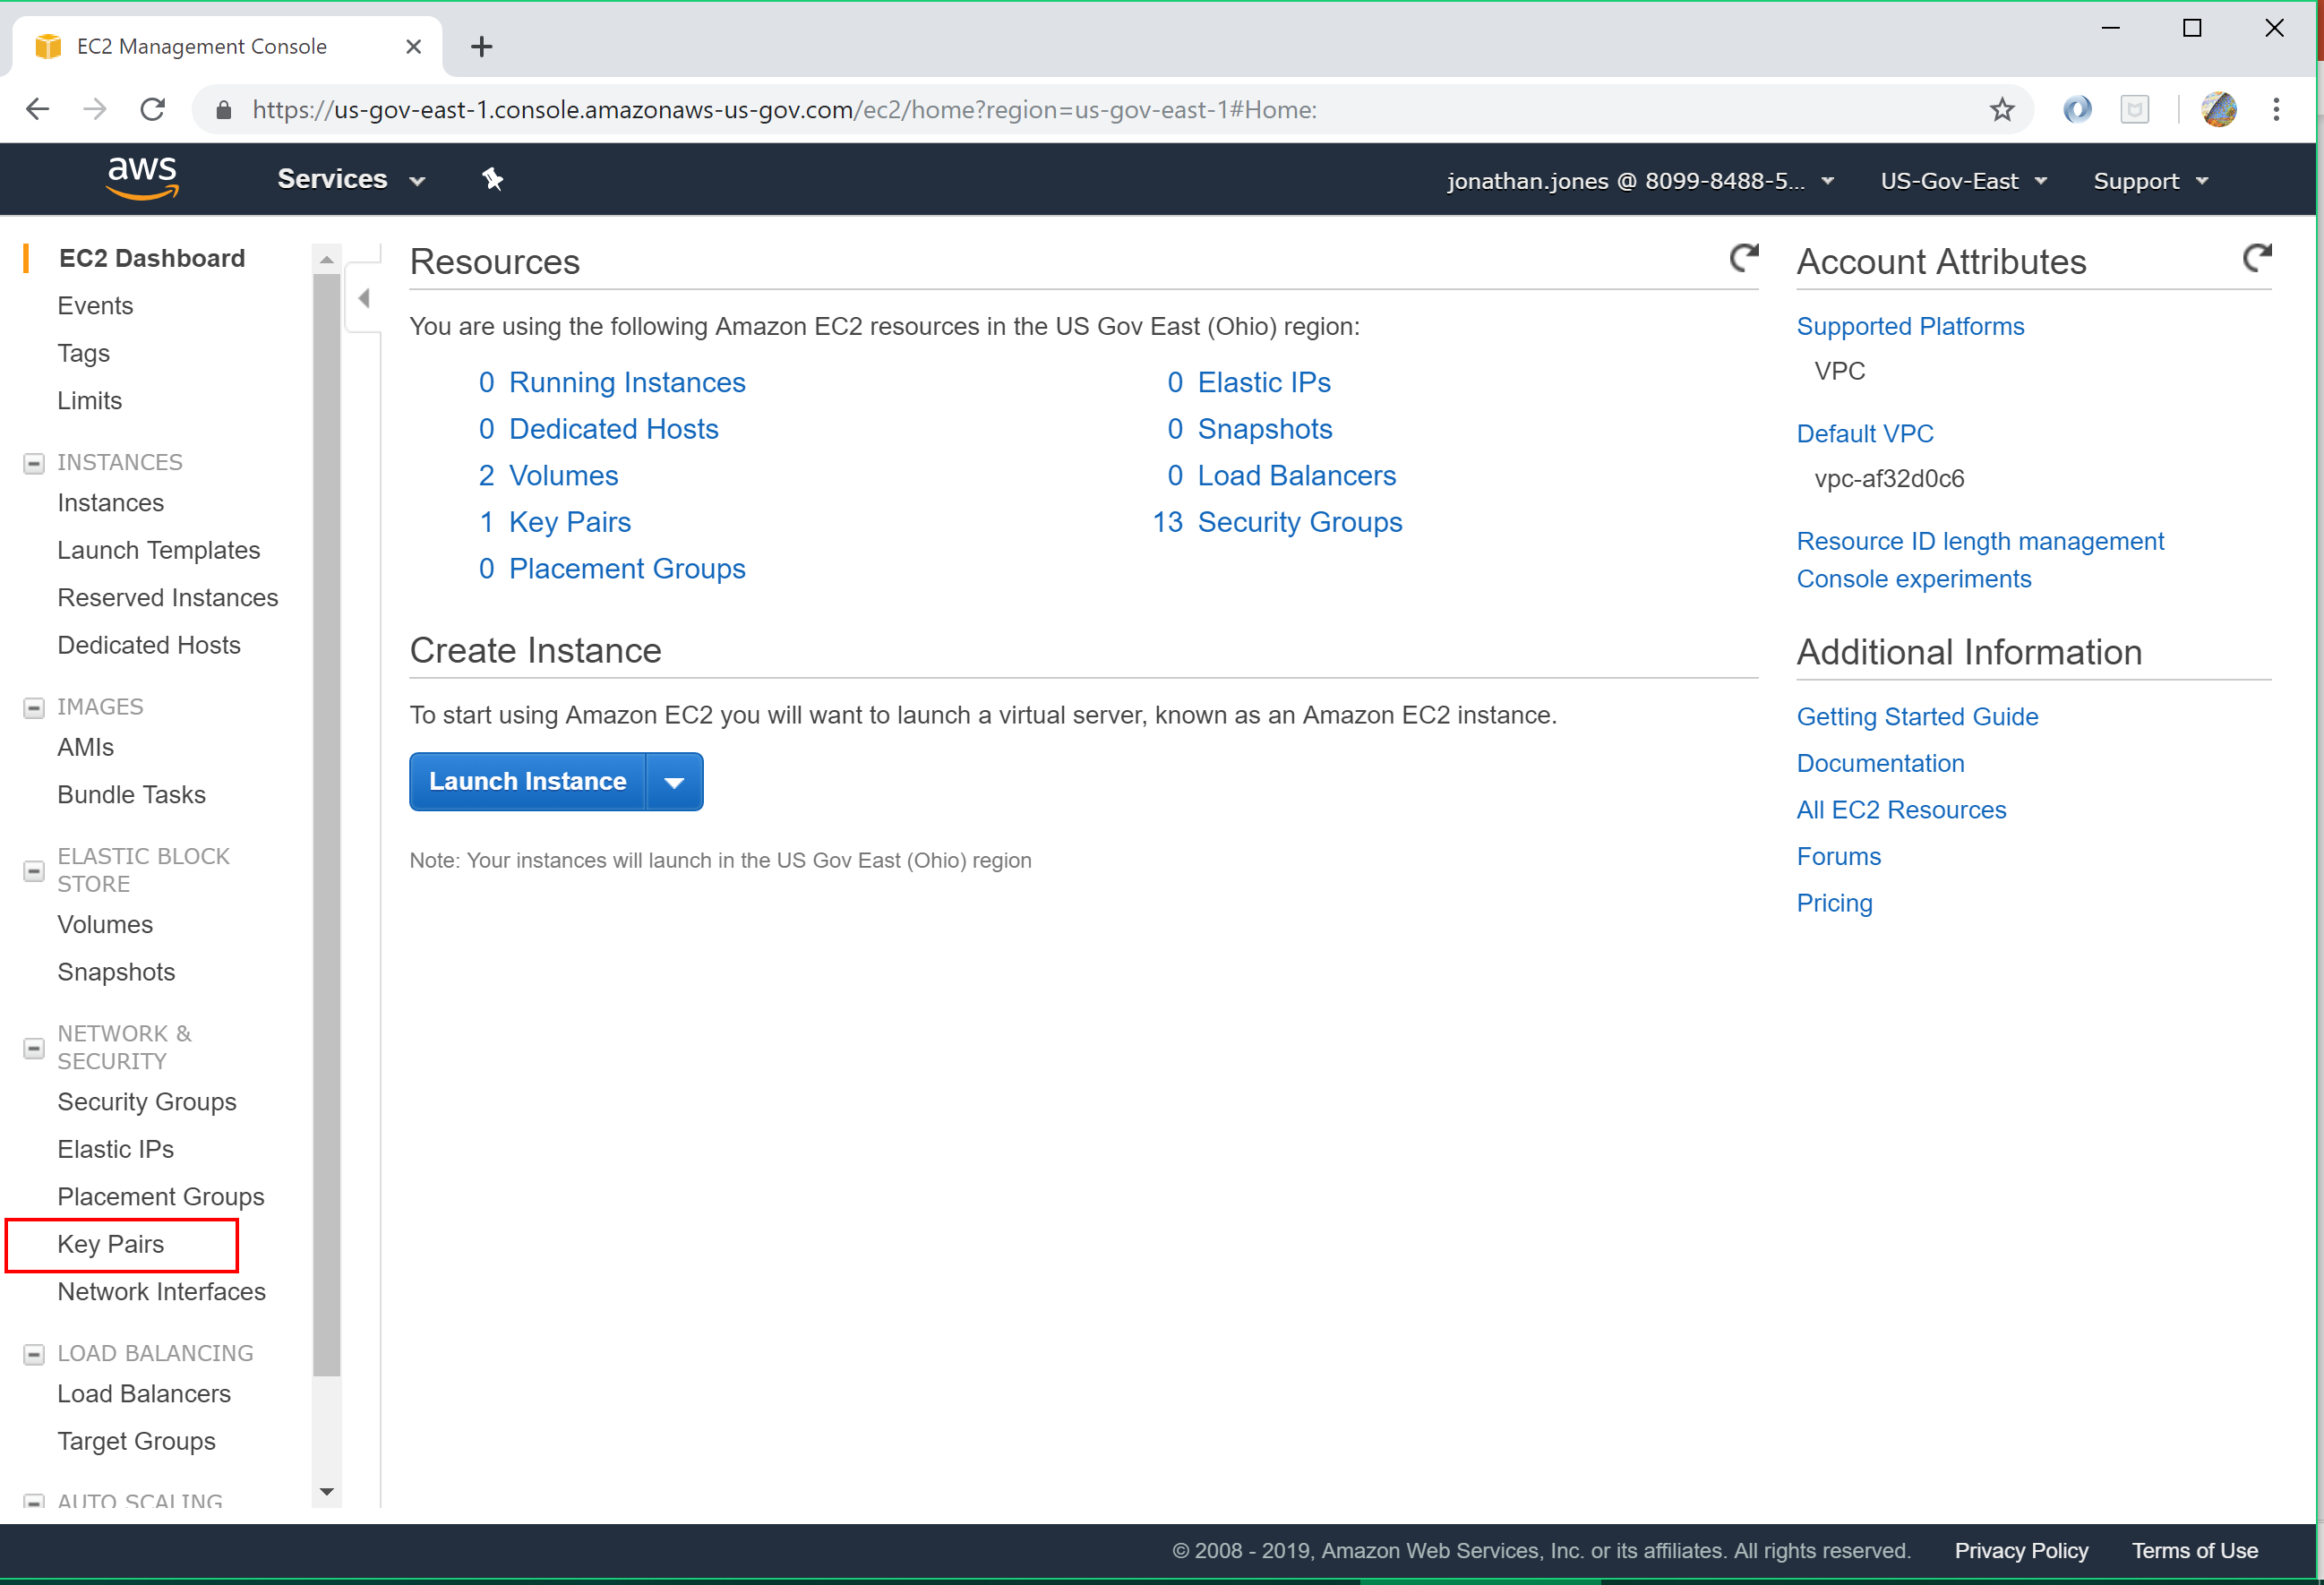 EC2 Management Console
https://us-gov-east-1.console.amazonaws-us-gov.com/ec2/home?region=us-gov-east-1#Home:
aws
Services
jonathan.jones @ 8099-8488-5...
US-Gov-East
Support
EC2 Dashboard
Events
Tags
Limits
INSTANCES
Instances
Launch Templates
Reserved Instances
Dedicated Hosts
IMAGES
AMIs
Bundle Tasks
ELASTIC BLOCK
STORE
Volumes
Snapshots
NETWORK &
SECURITY
Security Groups
Elastic IPs
Placement Groups
Key Pairs
Network Interfaces
LOAD BALANCING
Load Balancers
Target Groups
AUTO SCALING
Resources
You are using the following Amazon EC2 resources in the US Gov East (Ohio) region:
0 Running Instances
0 Dedicated Hosts
2 Volumes
1 Key Pairs
0 Placement Groups
0 Elastic IPs
0 Snapshots
0 Load Balancers
13 Security Groups
Create Instance
To start using Amazon EC2 you will want to launch a virtual server, known as an Amazon EC2 instance.
Launch Instance
Note: Your instances will launch in the US Gov East (Ohio) region
Account Attributes
Supported Platforms
VPC
Default VPC
vpc-af32d0c6
Resource ID length management
Console experiments
Additional Information
Getting Started Guide
Documentation
All EC2 Resources
Forums
Pricing
© 2008 - 2019, Amazon Web Services, Inc. or its affiliates. All rights reserved.
Privacy Policy
Terms of Use